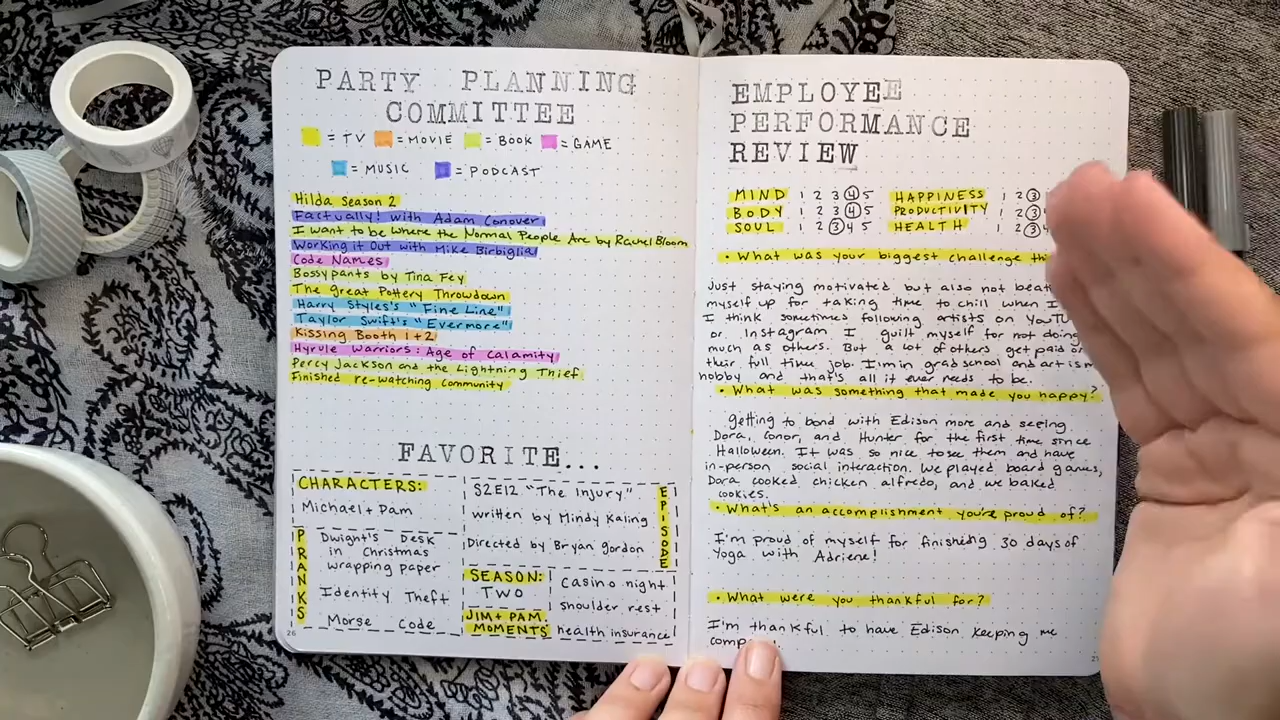 PARTY PLANNING
COMMITTEE
= TV = MOVIE = BOOK = GAME
= MUSIC = PODCAST
Hilda Season 2
Factually! with Adam Conover
I want to be Where the Normal People Are by Rachel Bloom
Working it Out with Mike Birbiglia
Code Names
Bossypants by Tina Fey
The Great Pottery Throwdown
Harry Styles's "Fine Line"
Taylor Swift's "Evermore"
Kissing Booth 1+2
Hyrule Warriors: Age of Calamity
Percy Jackson and the Lightning Thief
Finished re-watching Community
FAVORITE...
CHARACTERS:
Michael + Pam
PRANKS
Dwight's Desk
in Christmas
wrapping paper
Identity Theft
Morse Code
S2E12 "The Injury"
written by Mindy Kaling
Directed by Bryan Gordon
EPISODE
SEASON:
TWO
JIM + PAM
MOMENTS
casino night
shoulder rest
health insurance
26
EMPLOYEE
PERFORMANCE
REVIEW
MIND 1 2 3 4 5 HAPPINESS 1 2 3
BODY 1 2 3 4 5 PRODUCTIVITY 1 2 3
SOUL 1 2 3 4 5 HEALTH 1 2 3
• What was your biggest challenge
Just staying motivated but also not
myself up for taking time to chill when I
I think sometimes following artists on
or Instagram I guilt myself for not doing
much as others. But a lot of others get paid or
their full time job. I'm in grad school and art is
hobby and that's all it ever needs to be.
• What was something that made you happy?
Getting to bond with Edison more and seeing
Dora, Conor, and Hunter for the first time since
Halloween. It was so nice to see them and have
in-person social interaction. We played board games,
Dora cooked chicken alfredo, and we baked
cookies.
• What's an accomplishment you're proud of?
I'm proud of myself for finishing 30 days of
Yoga with Adriene!
• What were you thankful for?
I'm thankful to have Edison keeping me